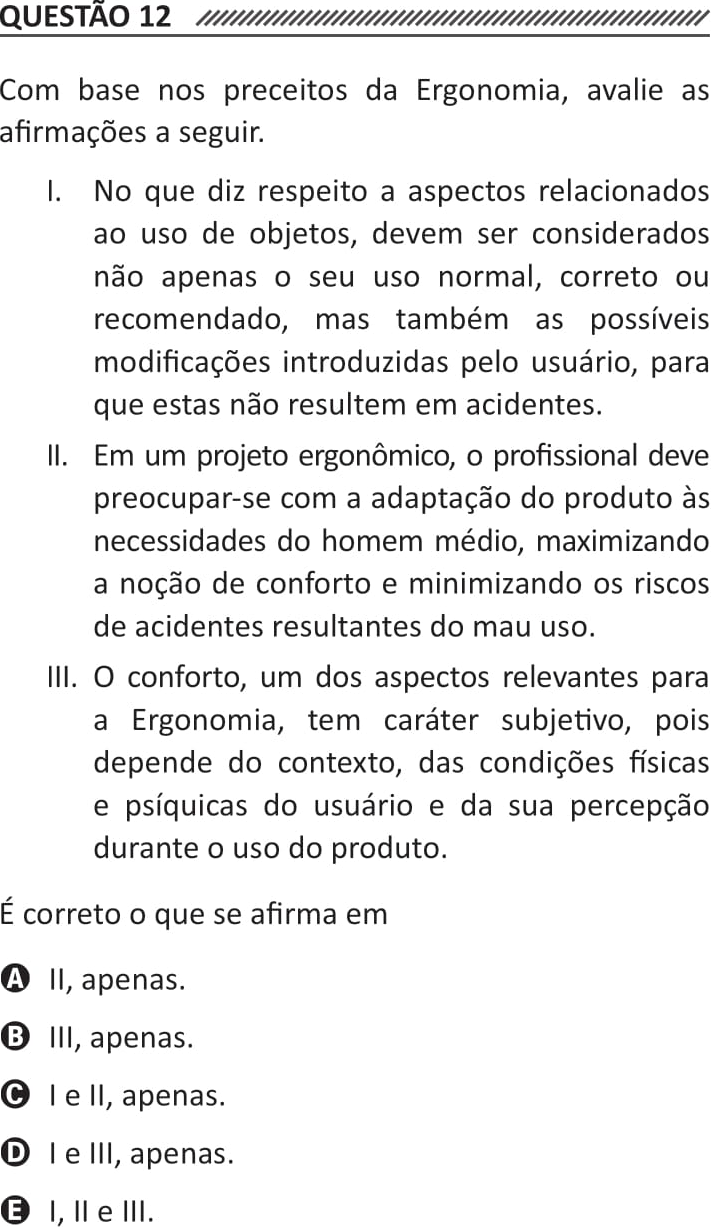 QUESTÃO 12
Com base nos preceitos da Ergonomia, avalie as
afirmações a seguir.
I. No que diz respeito a aspectos relacionados
ao uso de objetos, devem ser considerados
não apenas o seu uso normal, correto ou
recomendado, mas também as possíveis
modificações introduzidas pelo usuário, para
que estas não resultem em acidentes.
II. Em um projeto ergonômico, o profissional deve
preocupar-se com a adaptação do produto às
necessidades do homem médio, maximizando
a noção de conforto e minimizando os riscos
de acidentes resultantes do mau uso.
III. O conforto, um dos aspectos relevantes para
a Ergonomia, tem caráter subjetivo, pois
depende do contexto, das condições físicas
e psíquicas do usuário e da sua percepção
durante o uso do produto.
É correto o que se afirma em
A II, apenas.
B III, apenas.
C I e II, apenas.
D I e III, apenas.
E I, II e III.